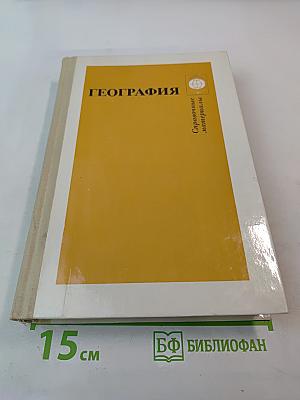 ГЕОГРАФИЯ
Справочные
материалы
15 см
БФ БИБЛИОФАН